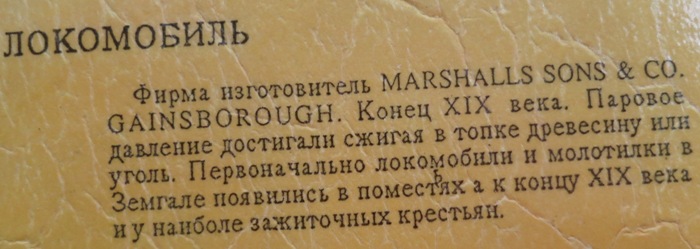 ЛОКОМОБИЛЬ
Фирма изготовитель MARSHALLS SONS & CO.
GAINSBOROUGH. Конец XIX века. Паровое
давление достигали сжигая в топке древесину или
уголь. Первоначально локомобили и молотилки в
Земгале появились в поместьях а к концу XIX века
и у наиболе зажиточных крестьян.